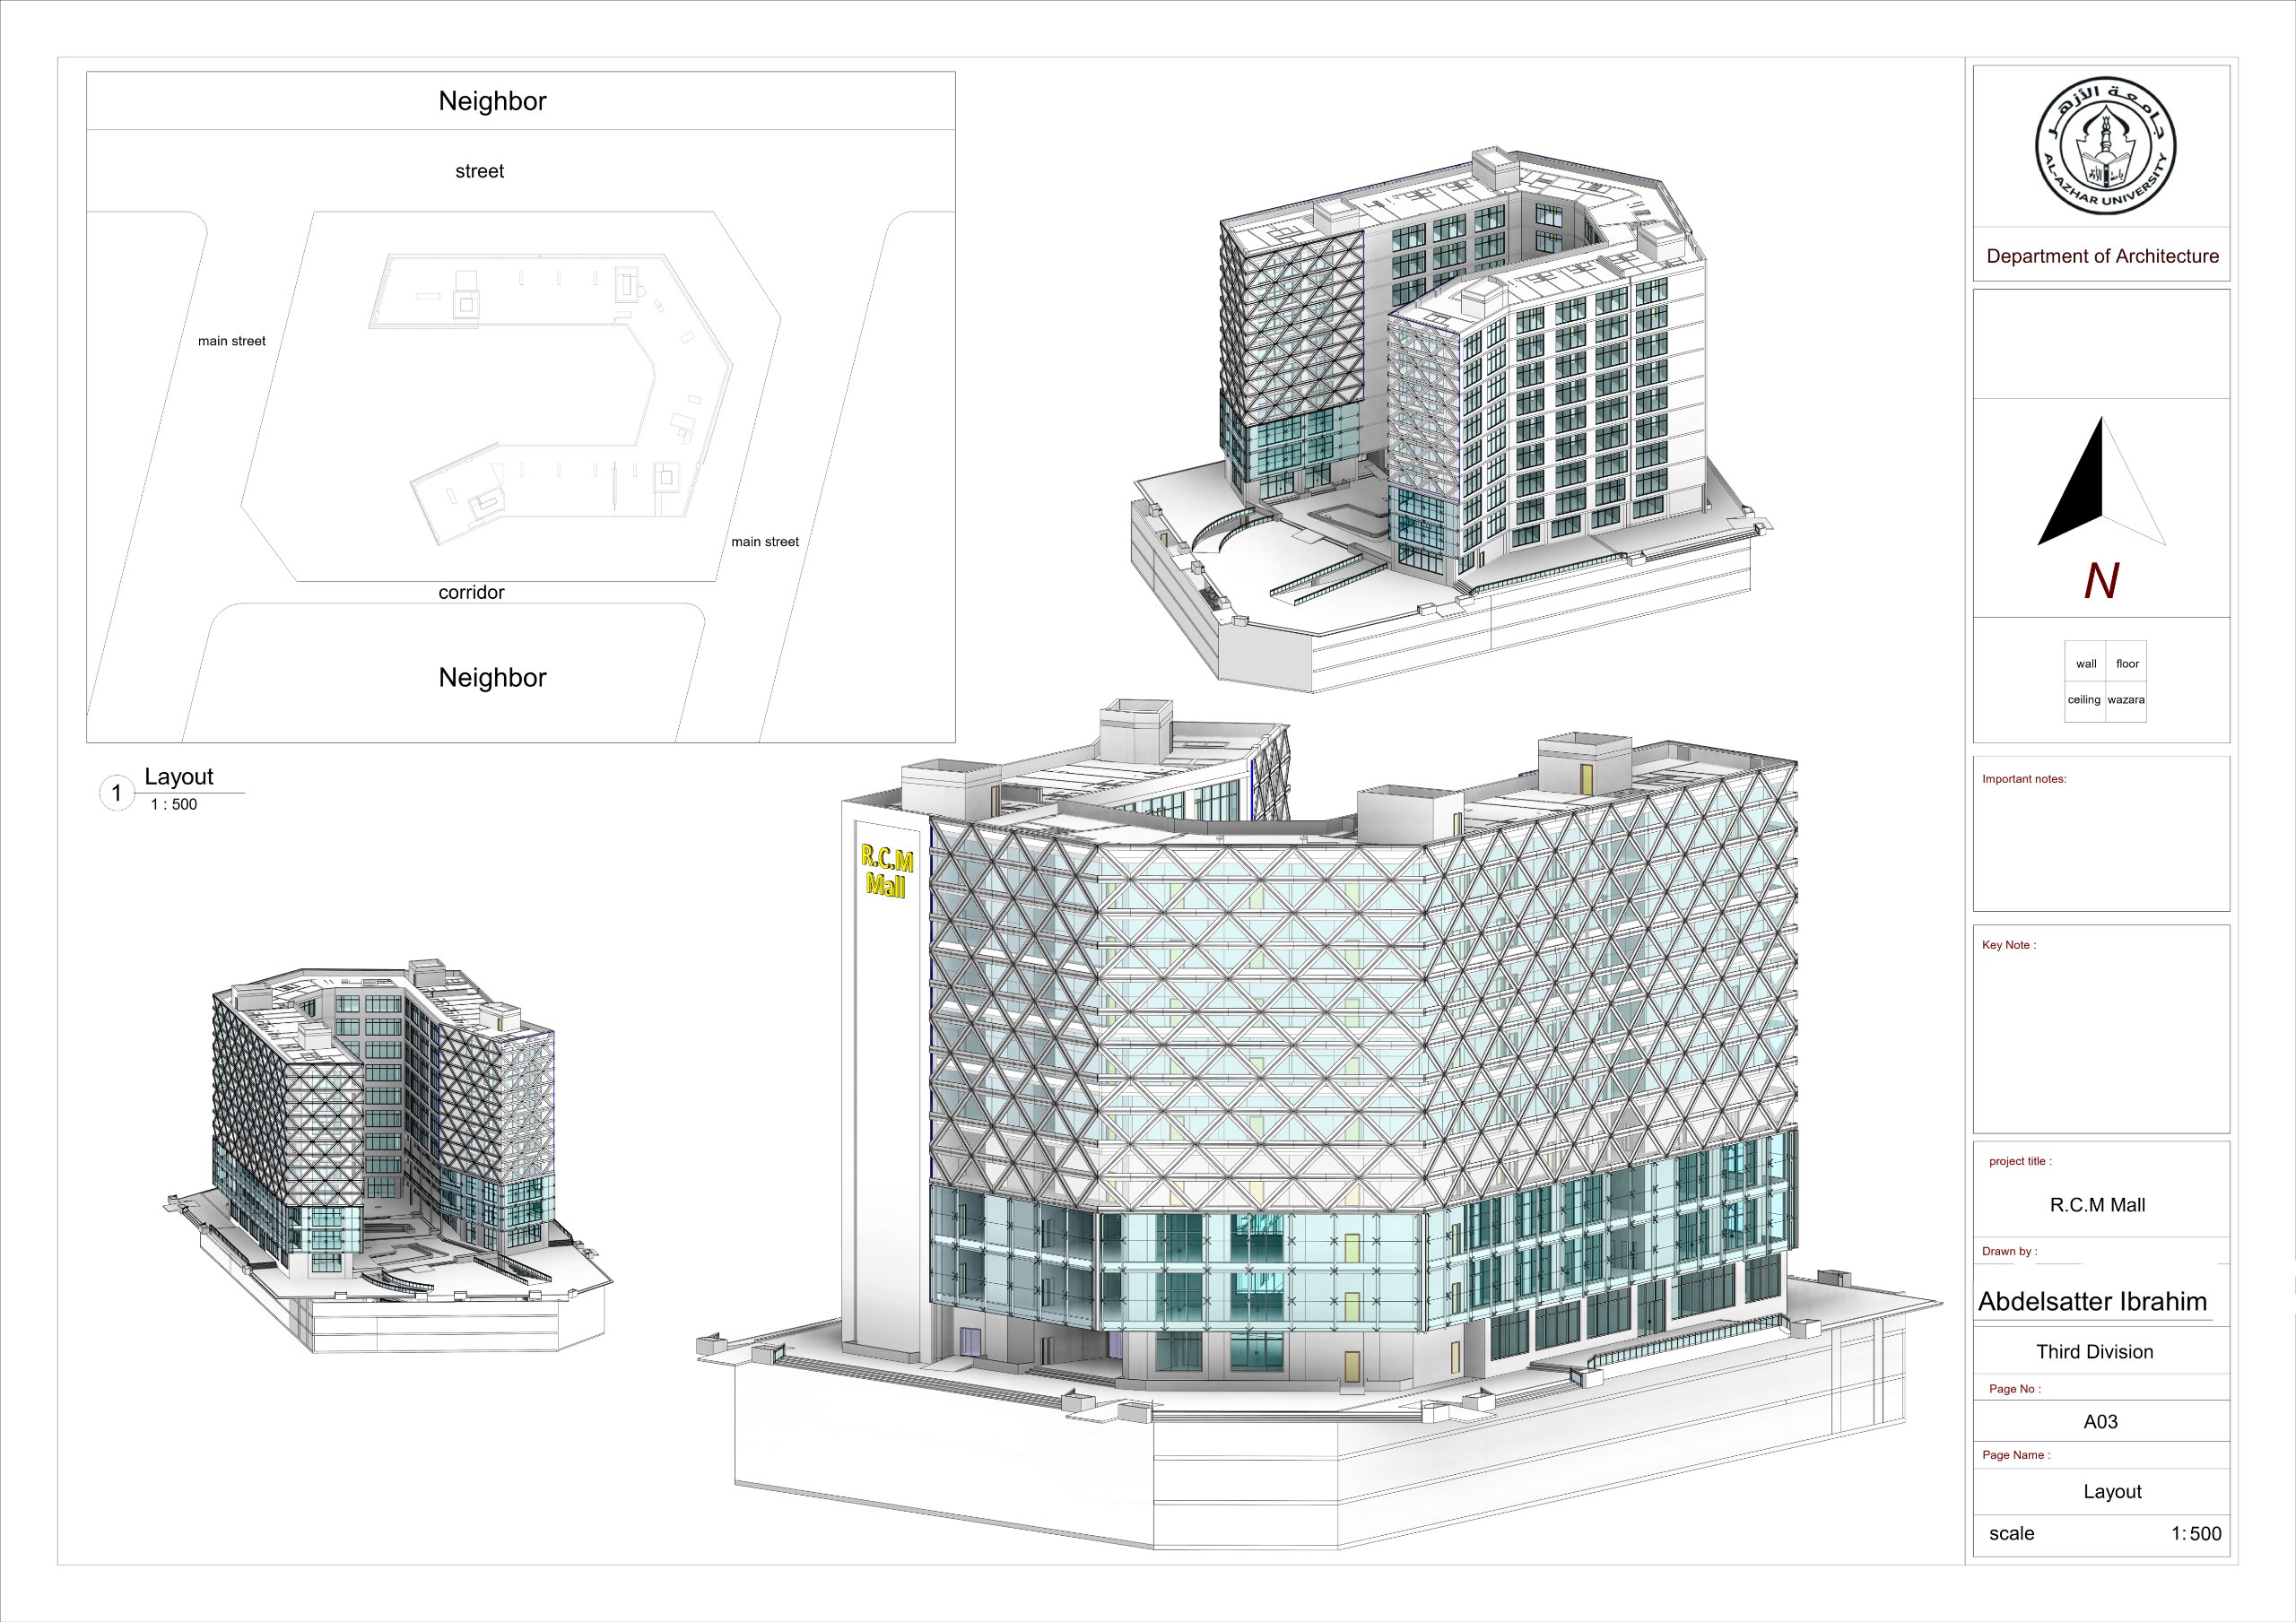 Neighbor
street
main street
main street
corridor
Neighbor
1
Layout
1 : 500
R.C.M
Mall
جامعة الأزهر
AL-AZHAR UNIVERSITY
Department of Architecture
N
wall floor
ceiling wazara
Important notes:
Key Note :
project title :
R.C.M Mall
Drawn by :
Abdelsatter Ibrahim
Third Division
Page No :
A03
Page Name :
Layout
scale 1:500